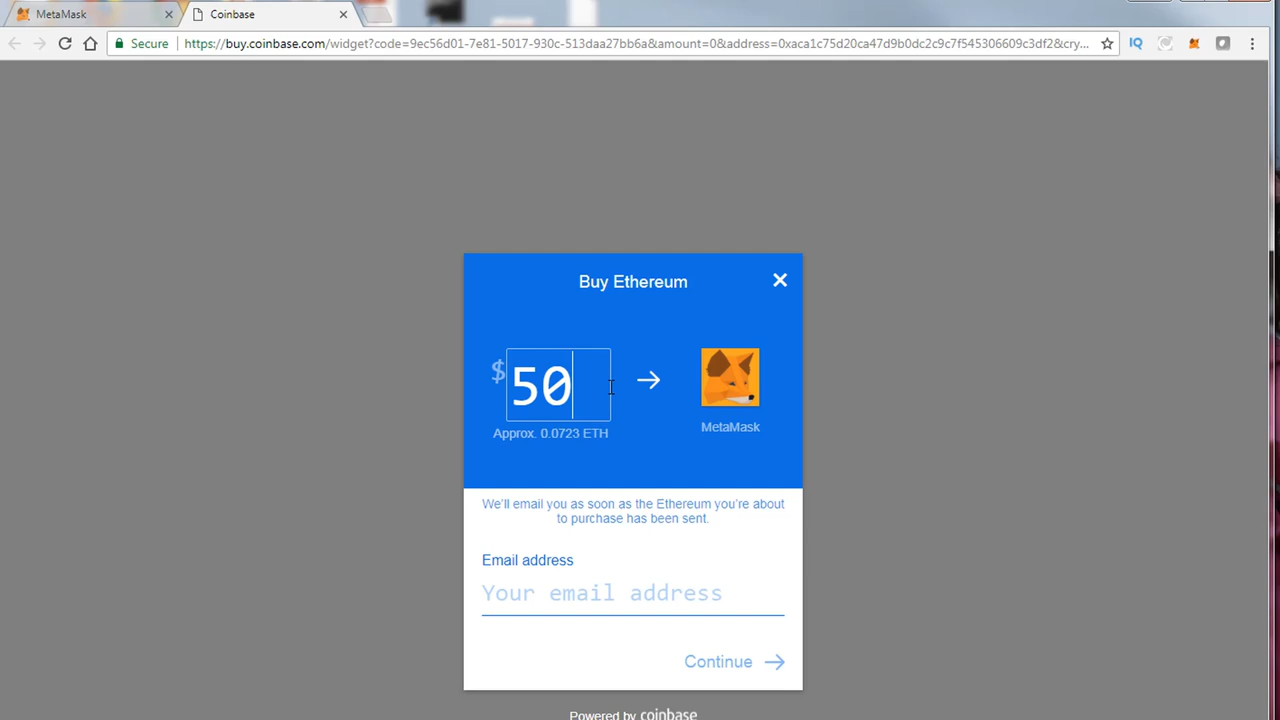 MetaMask
Coinbase
Secure
https://buy.coinbase.com/widget?code=9ec56d01-7e81-5017-930c-513daa27bb6a&amount=0&address=0xaca1c75d20ca47d9b0dc2c9c7f545306609c3df2&cry...
IQ
Buy Ethereum
$
50
Approx. 0.0723 ETH
MetaMask
We'll email you as soon as the Ethereum you're about
to purchase has been sent.
Email address
Your email address
Continue
Powered by coinbase